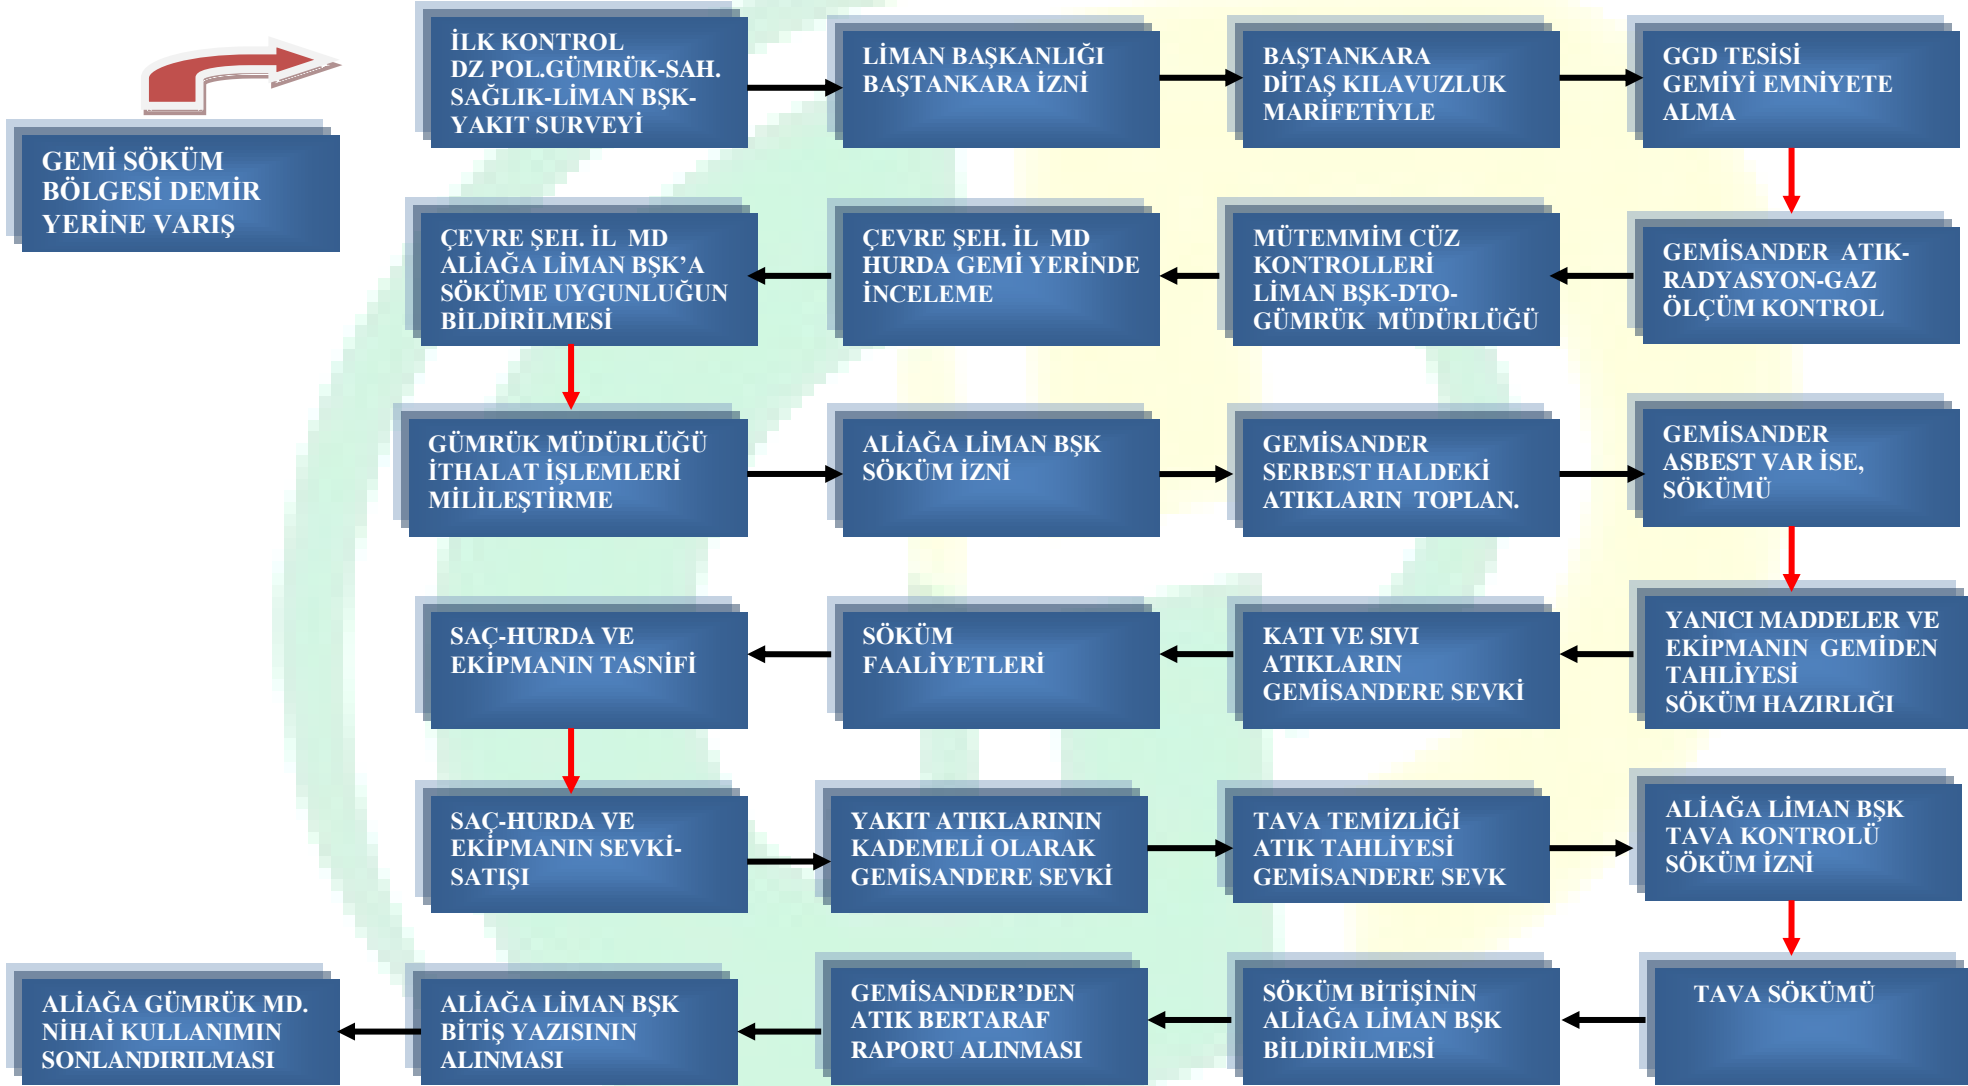 GEMİ SÖKÜM
BÖLGESİ DEMİR
YERİNE VARIŞ
İLK KONTROL
DZ POL.GÜMRÜK-SAH.
SAĞLIK-LİMAN BŞK-
YAKIT SURVEYİ
LİMAN BAŞKANLIĞI
BAŞTANKARA İZNİ
BAŞTANKARA
DİTAŞ KILAVUZLUK
MARİFETİYLE
GGD TESİSİ
GEMİYİ EMNİYETE
ALMA
GEMİSANDER ATIK-
RADYASYON-GAZ
ÖLÇÜM KONTROL
MÜTEMMİM CÜZ
KONTROLLERİ
LİMAN BŞK-DTO-
GÜMRÜK MÜDÜRLÜĞÜ
ÇEVRE ŞEH. İL MD
HURDA GEMİ YERİNDE
İNCELEME
ÇEVRE ŞEH. İL MD
ALİAĞA LİMAN BŞK’A
SÖKÜME UYGUNLUĞUN
BİLDİRİLMESİ
GÜMRÜK MÜDÜRLÜĞÜ
İTHALAT İŞLEMLERİ
MİLİLEŞTİRME
ALİAĞA LİMAN BŞK
SÖKÜM İZNİ
GEMİSANDER
SERBEST HALDEKİ
ATIKLARIN TOPLAN.
GEMİSANDER
ASBEST VAR İSE,
SÖKÜMÜ
YANICI MADDELER VE
EKİPMANIN GEMİDEN
TAHLİYESİ
SÖKÜM HAZIRLIĞI
KATI VE SIVI
ATIKLARIN
GEMİSANDERE SEVKİ
SÖKÜM
FAALİYETLERİ
SAÇ-HURDA VE
EKİPMANIN TASNİFİ
SAÇ-HURDA VE
EKİPMANIN SEVKİ-
SATIŞI
YAKIT ATIKLARININ
KADEMELİ OLARAK
GEMİSANDERE SEVKİ
TAVA TEMİZLİĞİ
ATIK TAHLİYESİ
GEMİSANDERE SEVK
ALİAĞA LİMAN BŞK
TAVA KONTROLÜ
SÖKÜM İZNİ
TAVA SÖKÜMÜ
SÖKÜM BİTİŞİNİN
ALİAĞA LİMAN BŞK
BİLDİRİLMESİ
GEMİSANDER’DEN
ATIK BERTARAF
RAPORU ALINMASI
ALİAĞA LİMAN BŞK
BİTİŞ YAZISININ
ALINMASI
ALİAĞA GÜMRÜK MD.
NİHAİ KULLANIMIN
SONLANDIRILMASI